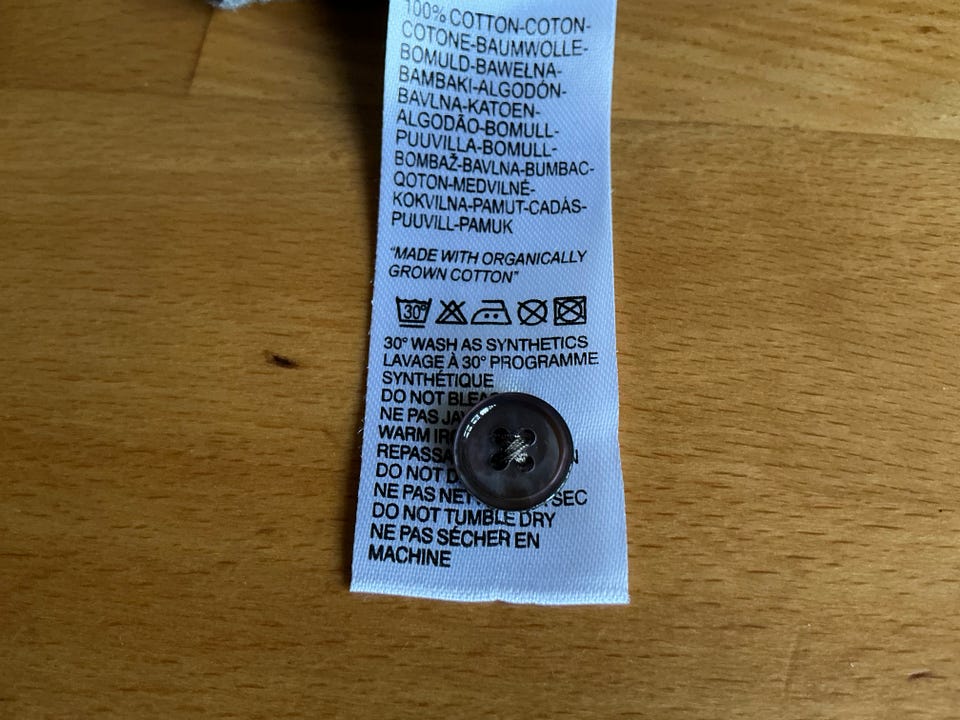 100% COTTON-COTON-
COTONE-BAUMWOLLE-
BOMULD-BAWEŁNA-
BAMBAKI-ALGODÓN-
BAVLNA-KATOEN-
ALGODÃO-BOMULL-
PUUVILLA-BOMULL-
BOMBAŽ-BAVLNA-BUMBAC-
QOTON-MEDVILNÉ-
KOKVILNA-PAMUT-CADÁS-
PUUVILL-PAMUK
"MADE WITH ORGANICALLY
GROWN COTTON"
30°
30° WASH AS SYNTHETICS
LAVAGE À 30° PROGRAMME
SYNTHÉTIQUE
DO NOT
NE PAS
WARM
DO NOT
NE PAS SEC
DO NOT TUMBLE DRY
NE PAS SÉCHER EN
MACHINE